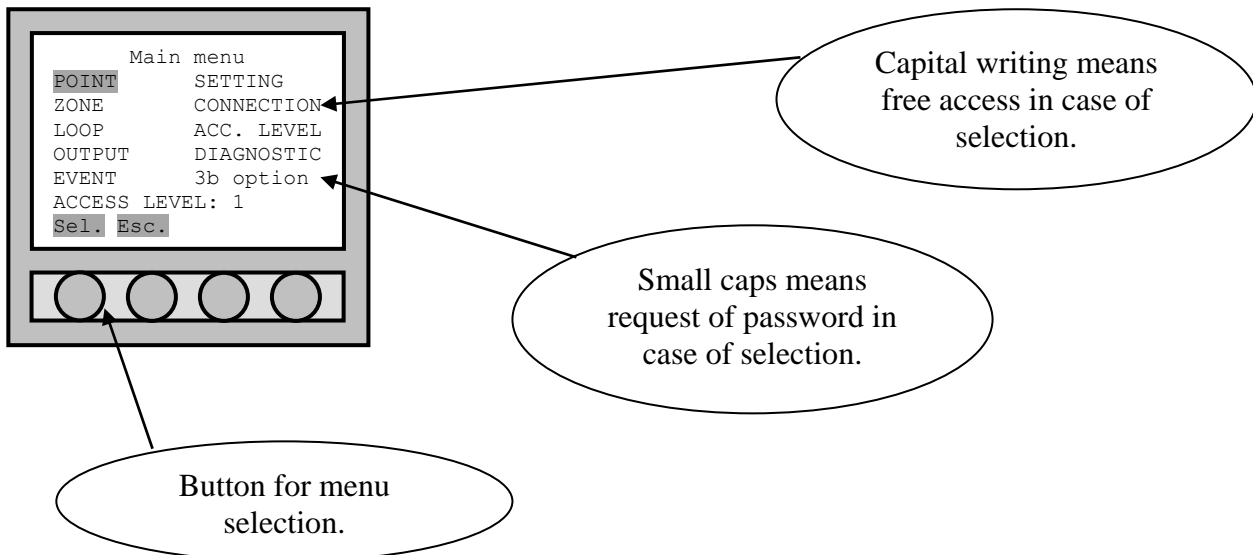 Main menu
POINT SETTING
ZONE CONNECTION
LOOP ACC. LEVEL
OUTPUT DIAGNOSTIC
EVENT 3b option
ACCESS LEVEL: 1
Sel. Esc.
Capital writing means
free access in case of
selection.
Small caps means
request of password in
case of selection.
Button for menu
selection.